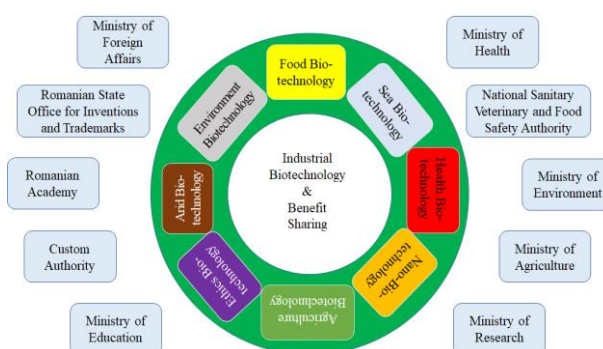 Ministry of
Foreign
Affairs
Romanian State
Office for Inventions
and Trademarks
Romanian
Academy
Custom
Authority
Ministry of
Education
Food Bio-
technology
Sea Bio-
technology
Health Bio-
technology
Nano-Bio-
technology
Agriculture
Biotechnology
Ethics Bio-
technology
Arid Bio-
technology
Environment
Biotechnology
Industrial
Biotechnology
&
Benefit
Sharing
Ministry of
Health
National Sanitary
Veterinary and Food
Safety Authority
Ministry of
Environment
Ministry of
Agriculture
Ministry of
Research